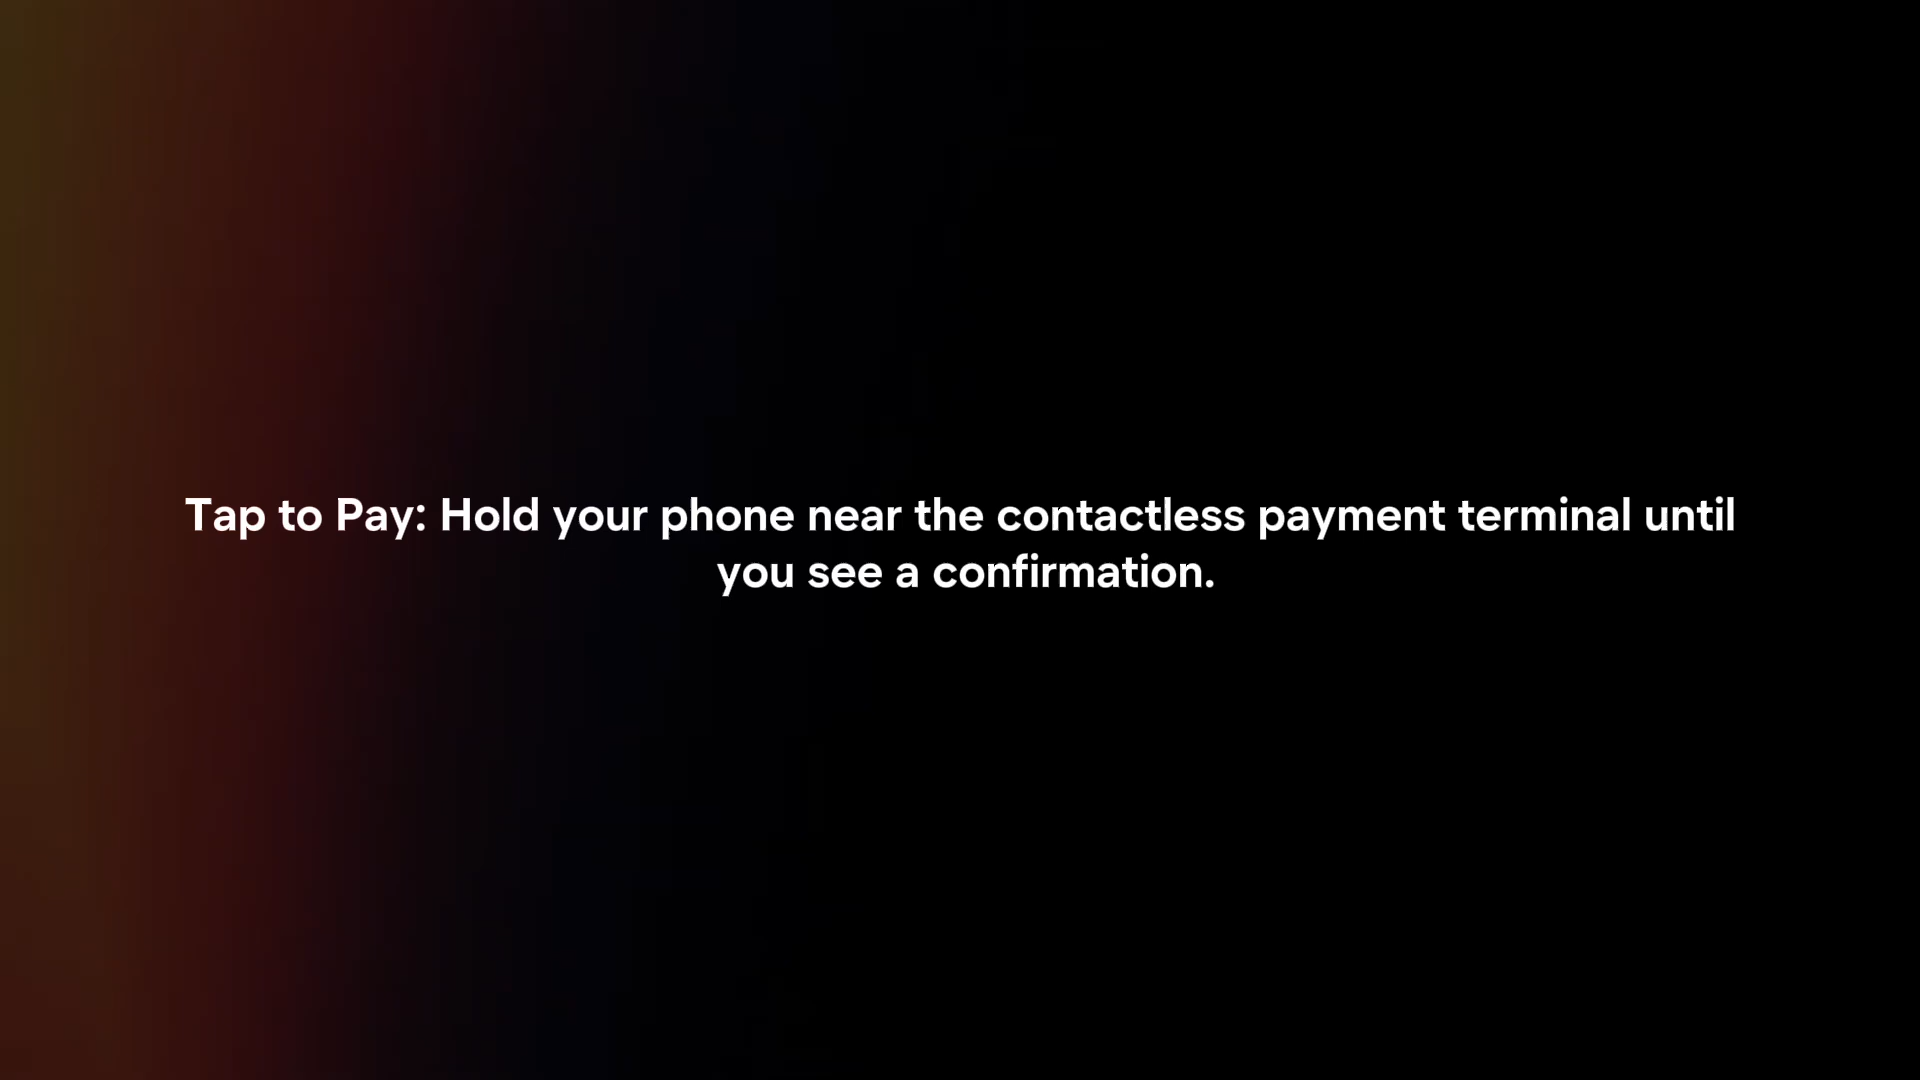 Tap to Pay: Hold your phone near the contactless payment terminal until
you see a confirmation.